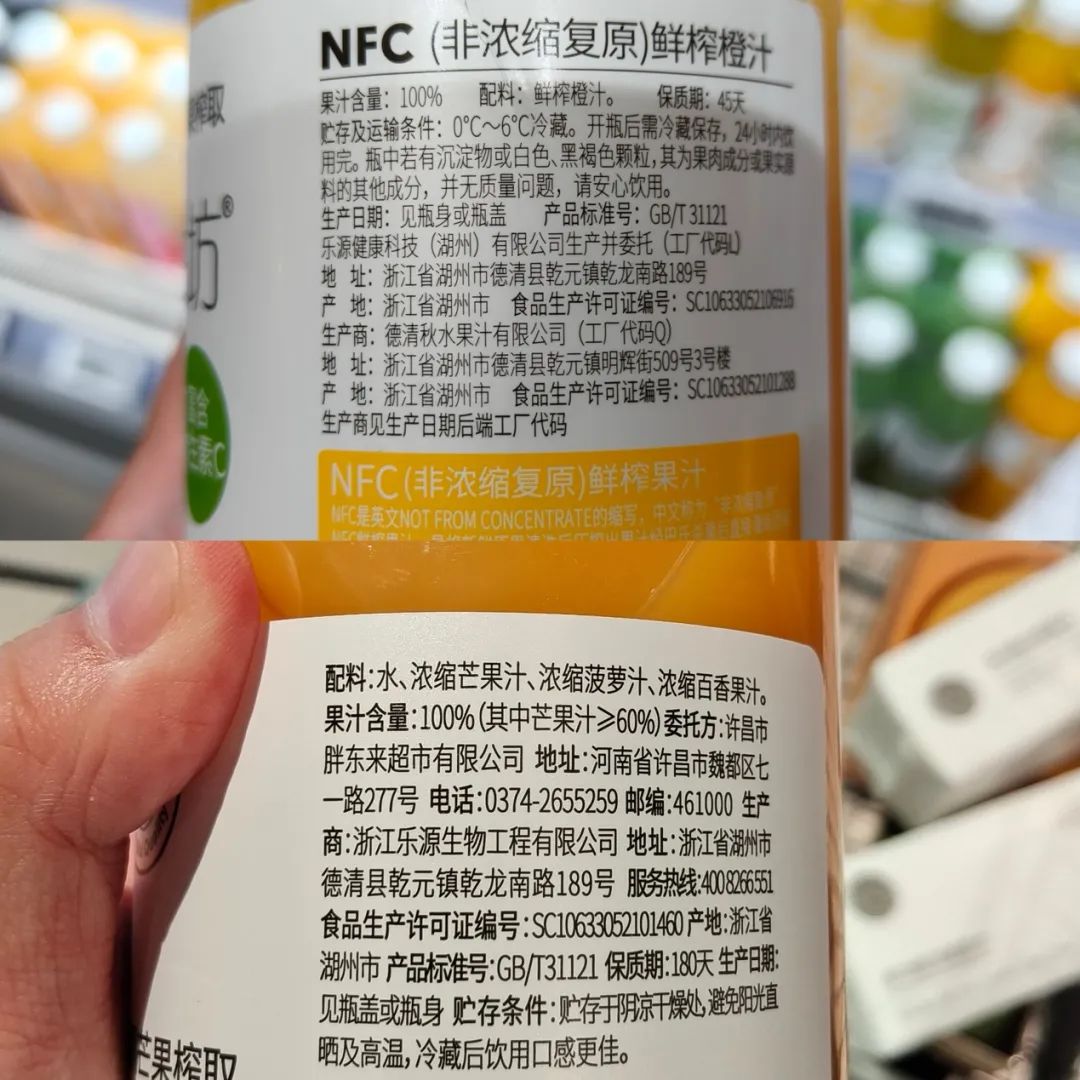 榨取
坊®
富含
生素C
NFC (非浓缩复原)鲜榨橙汁
果汁含量：100% 配料：鲜榨橙汁。 保质期：45天
贮存及运输条件：0°C～6°C冷藏。开瓶后需冷藏保存，24小时内饮
用完。瓶中若有沉淀物或白色、黑褐色颗粒，其为果肉成分或果实原
料的其他成分，并无质量问题，请安心饮用。
生产日期：见瓶身或瓶盖 产品标准号：GB/T 31121
乐源健康科技（湖州）有限公司生产并委托（工厂代码L）
地 址：浙江省湖州市德清县乾元镇乾龙南路189号
产 地：浙江省湖州市 食品生产许可证编号：SC10633052106916
生产商：德清秋水果汁有限公司（工厂代码Q）
地 址：浙江省湖州市德清县乾元镇明辉街509号3号楼
产 地：浙江省湖州市 食品生产许可证编号：SC10633052101288
生产商见生产日期后端工厂代码
NFC(非浓缩复原)鲜榨果汁
NFC是英文NOT FROM CONCENTRATE的缩写，中文称为“非浓缩复原”
配料:水、浓缩芒果汁、浓缩菠萝汁、浓缩百香果汁。
果汁含量:100%(其中芒果汁≥60%) 委托方:许昌市
胖东来超市有限公司 地址:河南省许昌市魏都区七
一路277号 电话:0374-2655259 邮编:461000 生产
商:浙江乐源生物工程有限公司 地址:浙江省湖州市
德清县乾元镇乾龙南路189号 服务热线:4008266551
食品生产许可证编号:SC10633052101460 产地:浙江省
湖州市 产品标准号:GB/T31121 保质期:180天 生产日期:
见瓶盖或瓶身 贮存条件:贮存于阴凉干燥处,避免阳光直
晒及高温,冷藏后饮用口感更佳。
芒果榨取